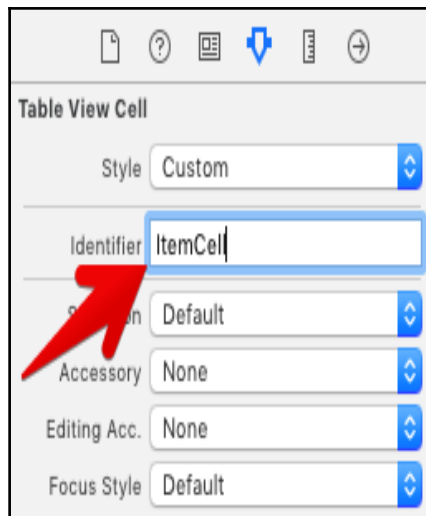 Table View Cell
Style Custom
Identifier ItemCell
Default
Accessory None
Editing Acc. None
Focus Style Default